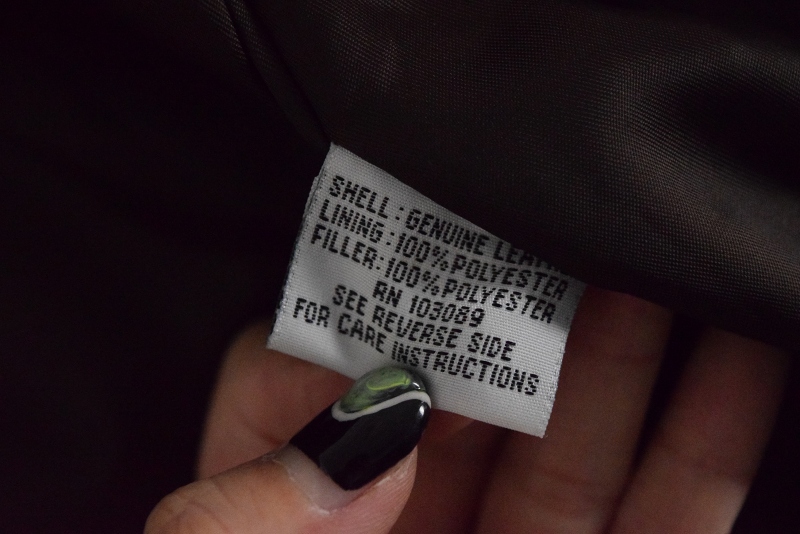 SHELL: GENUINE LEATH
LINING: 100% POLYESTER
FILLER: 100% POLYESTER
RN 103089
SEE REVERSE SIDE
FOR CARE INSTRUCTIONS